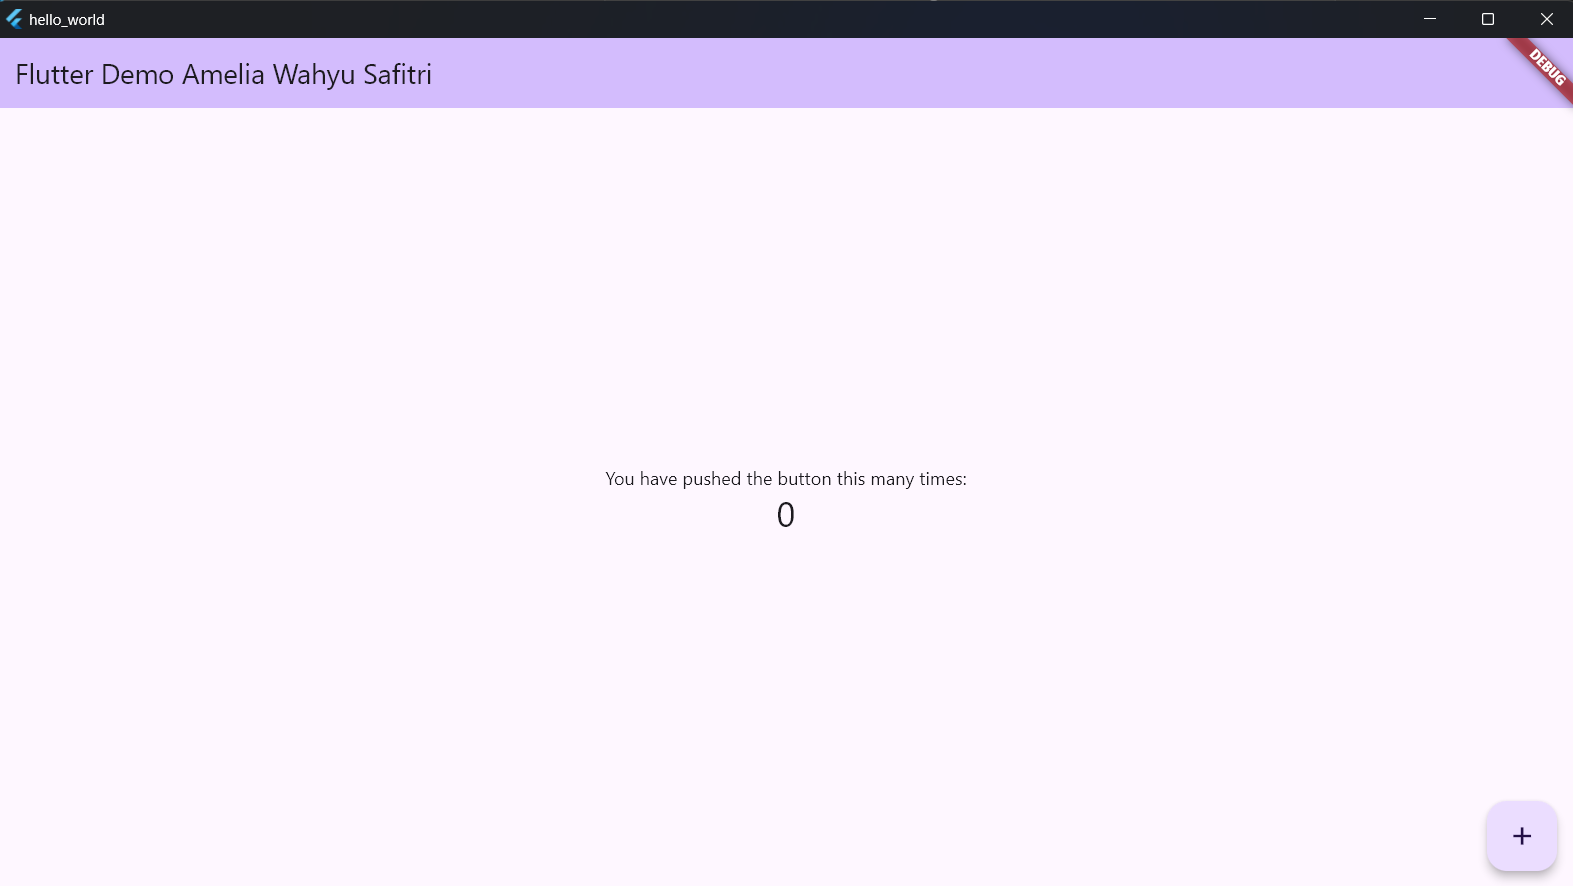 hello_world
Flutter Demo Amelia Wahyu Safitri
DEBUG
You have pushed the button this many times:
0
+